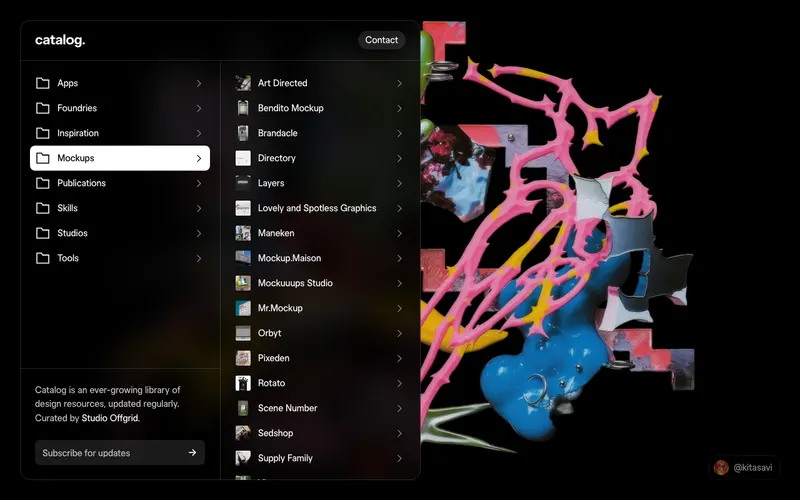 catalog.
Contact
Apps
Foundries
Inspiration
Mockups
Publications
Skills
Studios
Tools
Art Directed
Bendito Mockup
Brandacle
Directory
Layers
Lovely and Spotless Graphics
Maneken
Mockup.Maison
Mockuuups Studio
Mr.Mockup
Orbyt
Pixeden
Rotato
Scene Number
Sedshop
Supply Family
Catalog is an ever-growing library of
design resources, updated regularly.
Curated by Studio Offgrid.
Subscribe for updates
@kitasavi